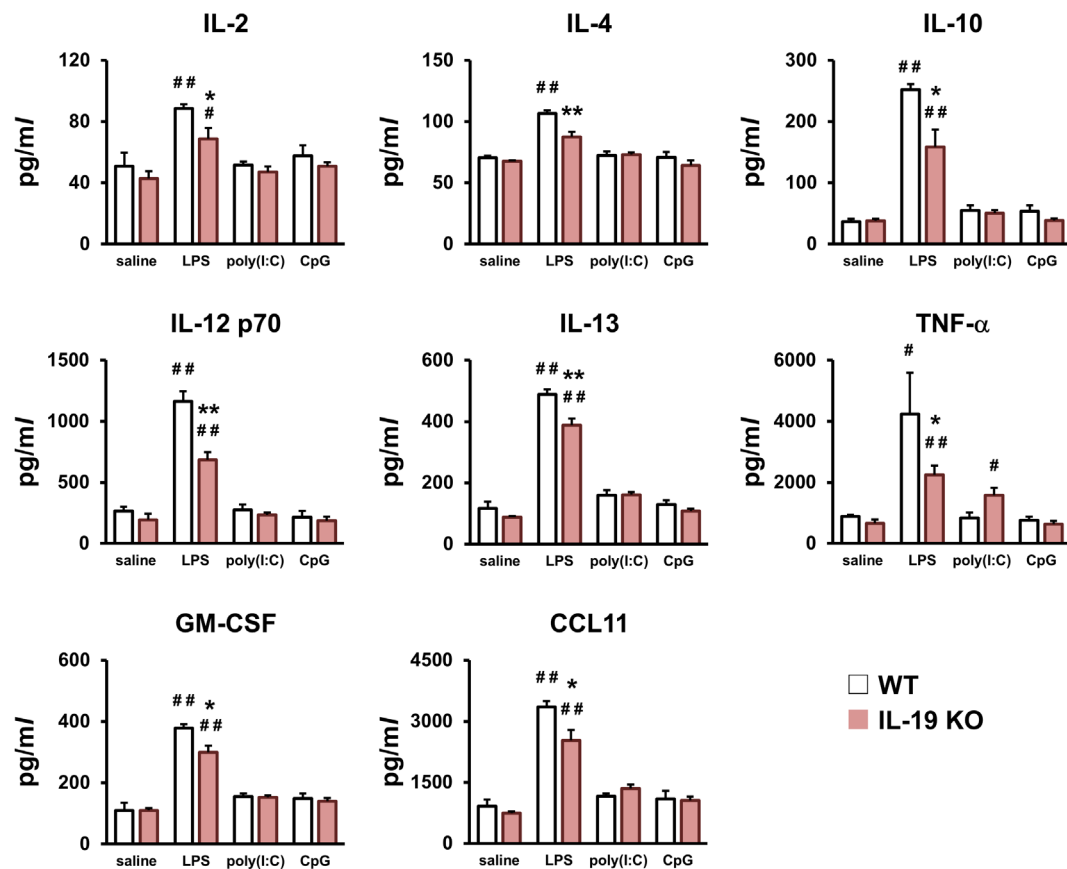 IL-2
120
80
40
0
pg/ml
##
*
#
saline LPS poly(I:C) CpG
IL-4
150
100
50
0
pg/ml
##
**
saline LPS poly(I:C) CpG
IL-10
300
200
100
0
pg/ml
##
*
##
saline LPS poly(I:C) CpG
IL-12 p70
1500
1000
500
0
pg/ml
##
**
##
saline LPS poly(I:C) CpG
IL-13
600
400
200
0
pg/ml
##
**
##
saline LPS poly(I:C) CpG
TNF-α
6000
4000
2000
0
pg/ml
#
*
##
#
saline LPS poly(I:C) CpG
GM-CSF
600
400
200
0
pg/ml
##
*
##
saline LPS poly(I:C) CpG
CCL11
4500
3000
1500
0
pg/ml
##
*
##
saline LPS poly(I:C) CpG
WT
IL-19 KO